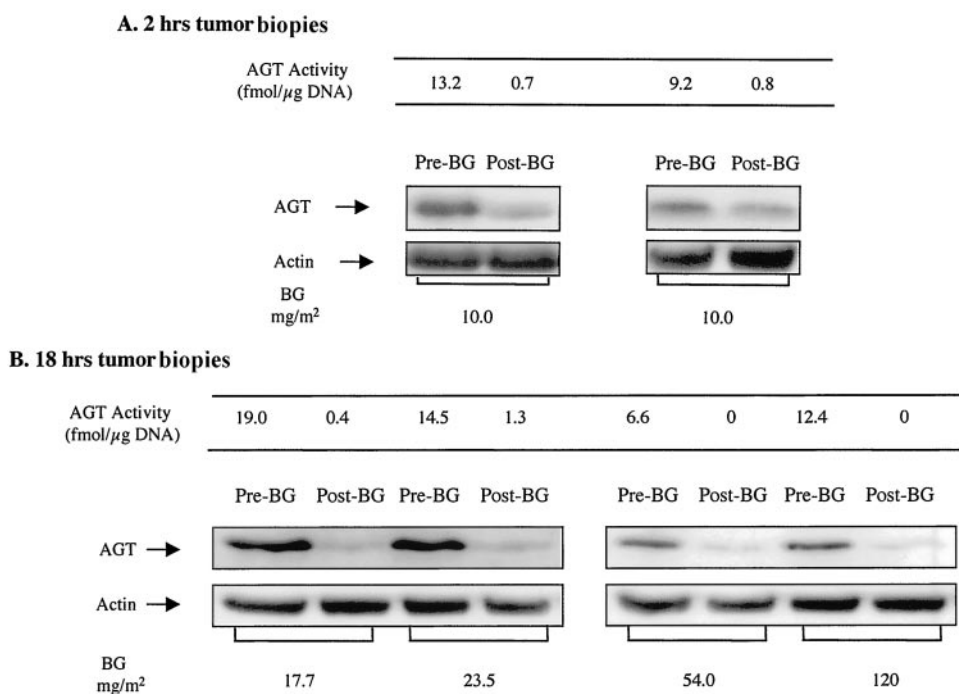 A. 2 hrs tumor biopies
AGT Activity
(fmol/μg DNA)
13.2 0.7 9.2 0.8
Pre-BG Post-BG Pre-BG Post-BG
AGT
Actin
BG
mg/m²
10.0 10.0
B. 18 hrs tumor biopies
AGT Activity
(fmol/μg DNA)
19.0 0.4 14.5 1.3 6.6 0 12.4 0
Pre-BG Post-BG Pre-BG Post-BG Pre-BG Post-BG Pre-BG Post-BG
AGT
Actin
BG
mg/m²
17.7 23.5 54.0 120